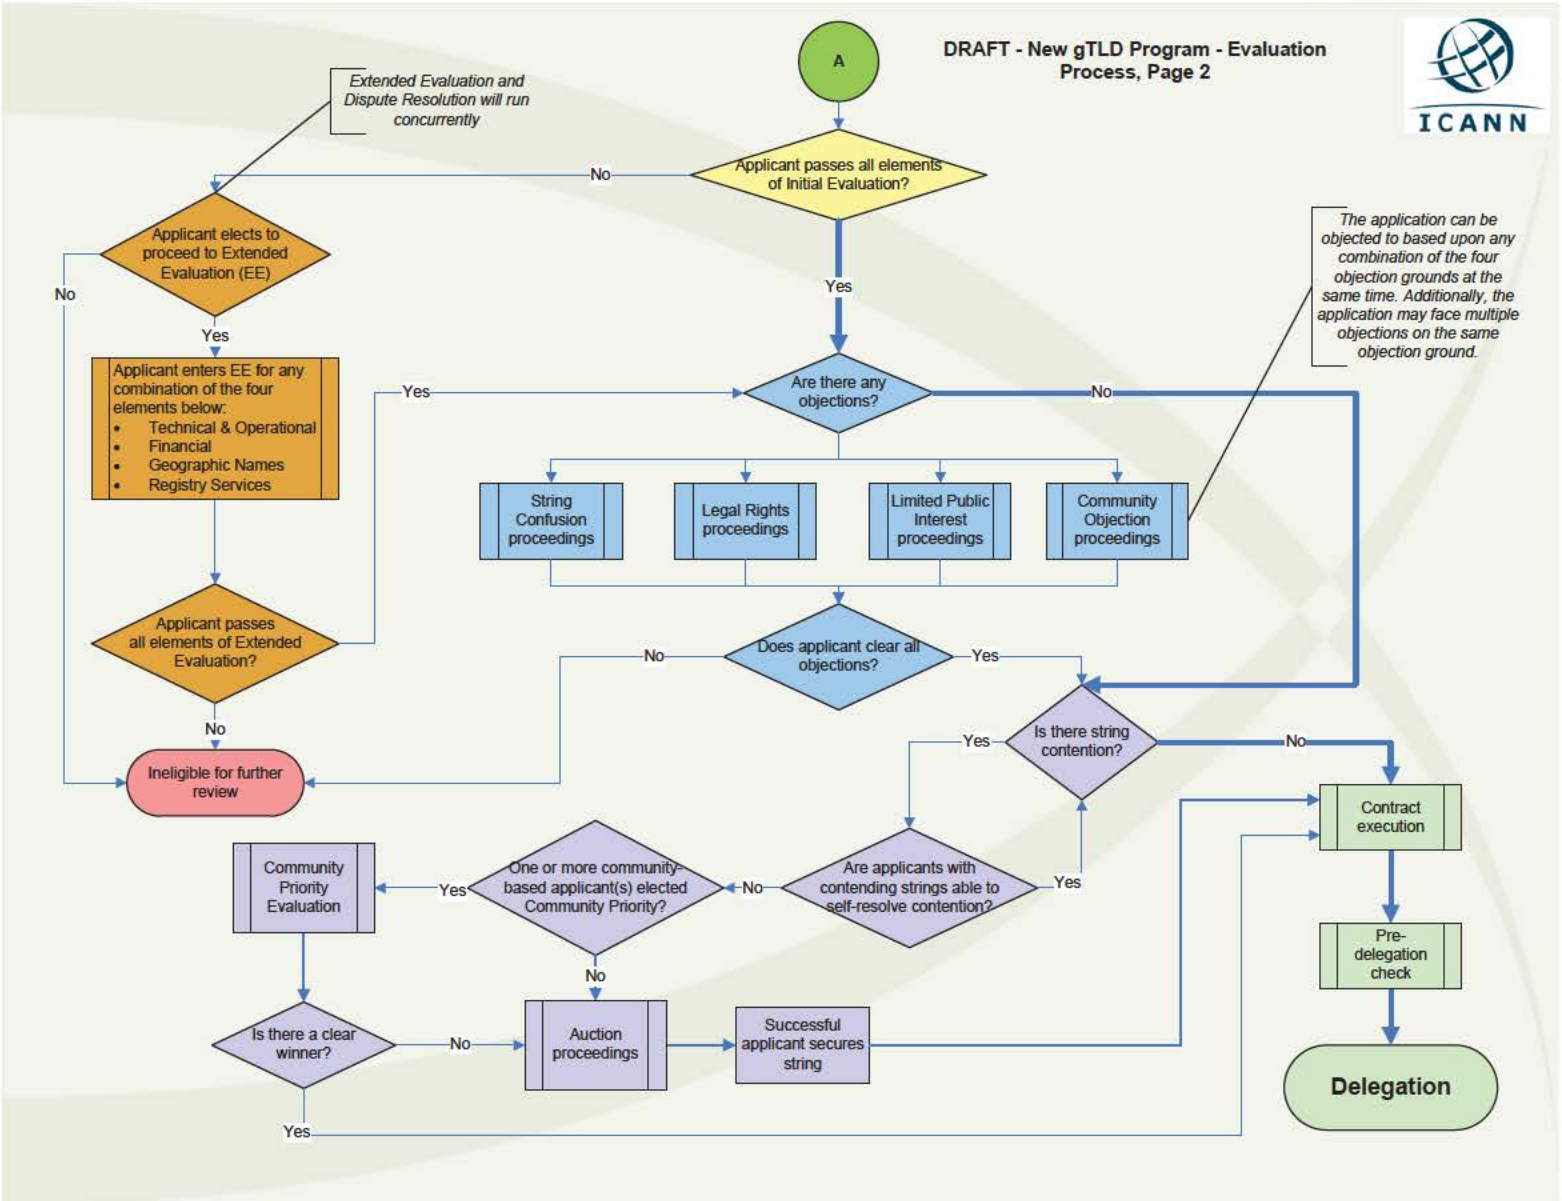 A
DRAFT - New gTLD Program - Evaluation
Process, Page 2
ICANN
Extended Evaluation and
Dispute Resolution will run
concurrently
Applicant passes all elements
of Initial Evaluation?
No
Yes
Applicant elects to
proceed to Extended
Evaluation (EE)
No
Yes
The application can be
objected to based upon any
combination of the four
objection grounds at the
same time. Additionally, the
application may face multiple
objections on the same
objection ground.
Applicant enters EE for any
combination of the four
elements below:
• Technical & Operational
• Financial
• Geographic Names
• Registry Services
Yes
Are there any
objections?
No
String
Confusion
proceedings
Legal Rights
proceedings
Limited Public
Interest
proceedings
Community
Objection
proceedings
Applicant passes
all elements of Extended
Evaluation?
No
No
Does applicant clear all
objections?
Yes
Ineligible for further
review
Yes
Is there string
contention?
No
Contract
execution
Community
Priority
Evaluation
Yes
One or more community-
based applicant(s) elected
Community Priority?
No
Are applicants with
contending strings able to
self-resolve contention?
Yes
No
Pre-
delegation
check
Is there a clear
winner?
No
Auction
proceedings
Successful
applicant secures
string
Delegation
Yes